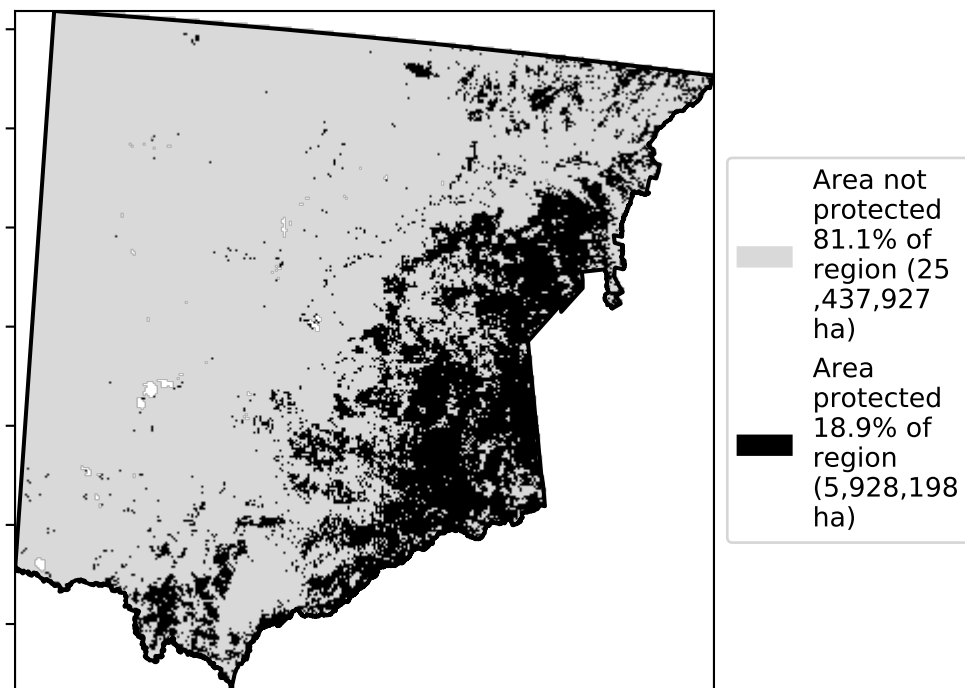 Area not
protected
81.1% of
region (25
,437,927
ha)
Area
protected
18.9% of
region
(5,928,198
ha)